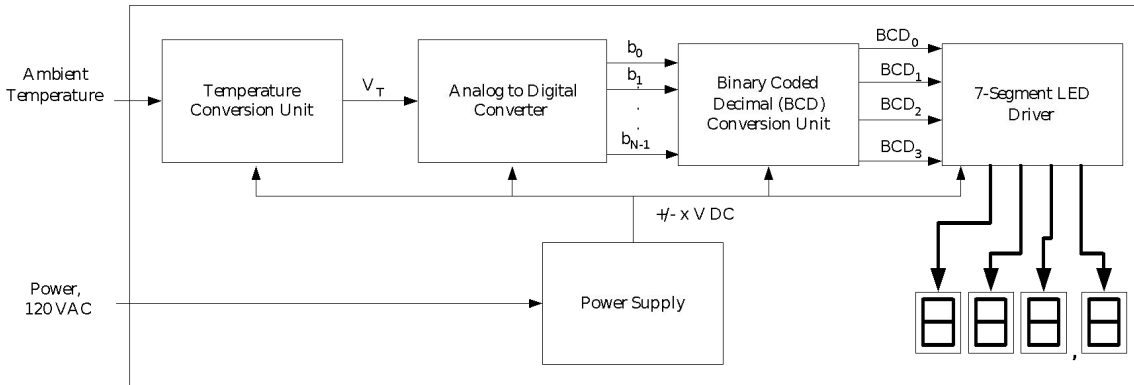 Ambient
Temperature
Temperature
Conversion Unit
V_T
Analog to Digital
Converter
b_0
b_1
.
.
.
b_N-1
Binary Coded
Decimal (BCD)
Conversion Unit
BCD_0
BCD_1
BCD_2
BCD_3
7-Segment LED
Driver
+/- x V DC
Power,
120 VAC
Power Supply
,